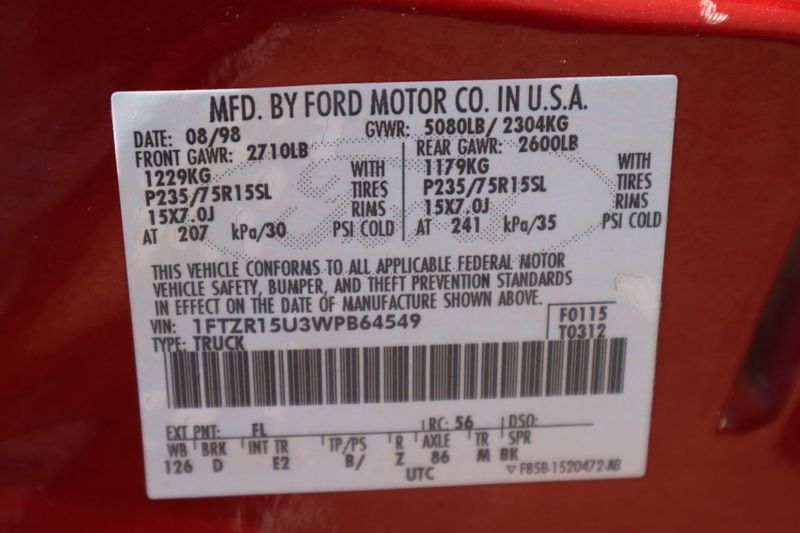 MFD. BY FORD MOTOR CO. IN U.S.A.
DATE: 08/98 GVWR: 5080LB/ 2304KG
FRONT GAWR: 2710LB REAR GAWR: 2600LB
1229KG WITH 1179KG WITH
P235/75R15SL TIRES P235/75R15SL TIRES
15X7.0J RIMS 15X7.0J RIMS
AT 207 kPa/30 PSI COLD AT 241 kPa/35 PSI COLD
THIS VEHICLE CONFORMS TO ALL APPLICABLE FEDERAL MOTOR
VEHICLE SAFETY, BUMPER, AND THEFT PREVENTION STANDARDS
IN EFFECT ON THE DATE OF MANUFACTURE SHOWN ABOVE.
VIN: 1FTZR15U3WPB64549 F0115
TYPE: TRUCK T0312
EXT PNT: FL RC: 56 DSO:
WB BRK INT TR TP/PS R AXLE TR SPR
126 D E2 B/ Z 86 M BK
UTC ▽ F85B-1520472-AB